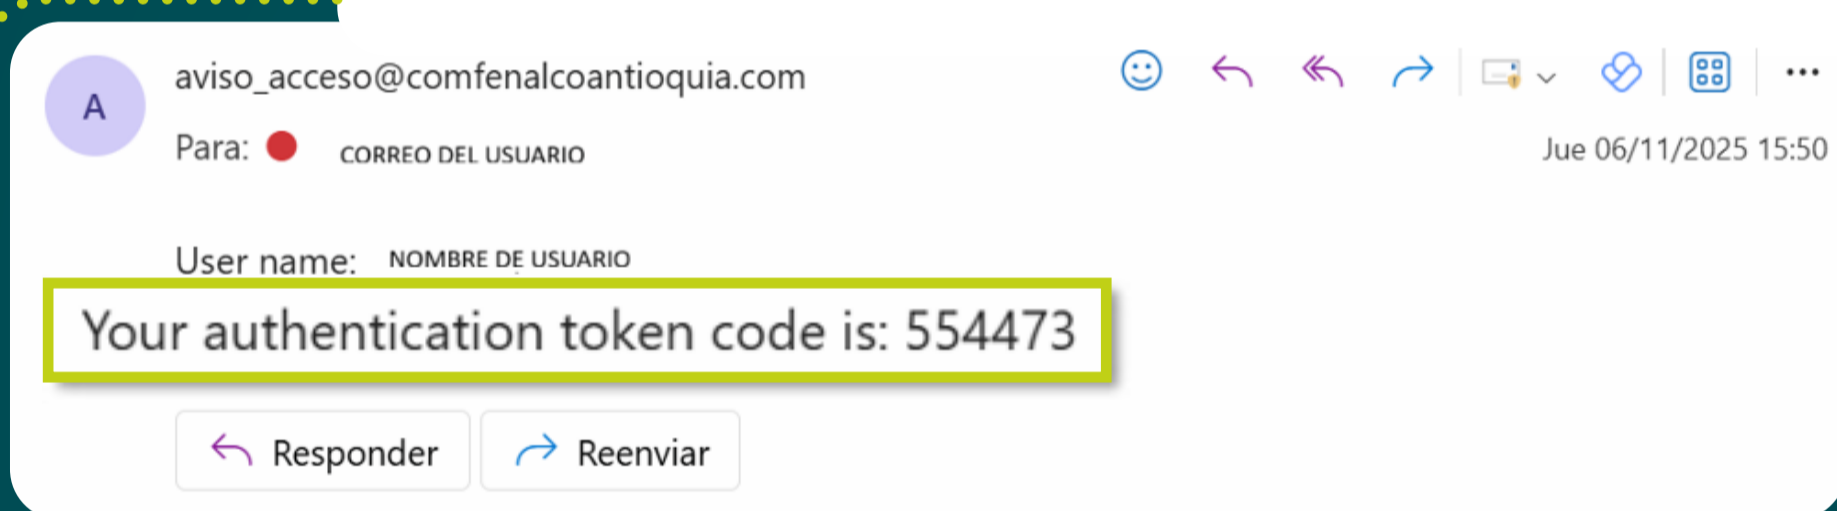 A
aviso_acceso@comfenalcoantioquia.com
Para: CORREO DEL USUARIO
Jue 06/11/2025 15:50
User name: NOMBRE DE USUARIO
Your authentication token code is: 554473
Responder
Reenviar